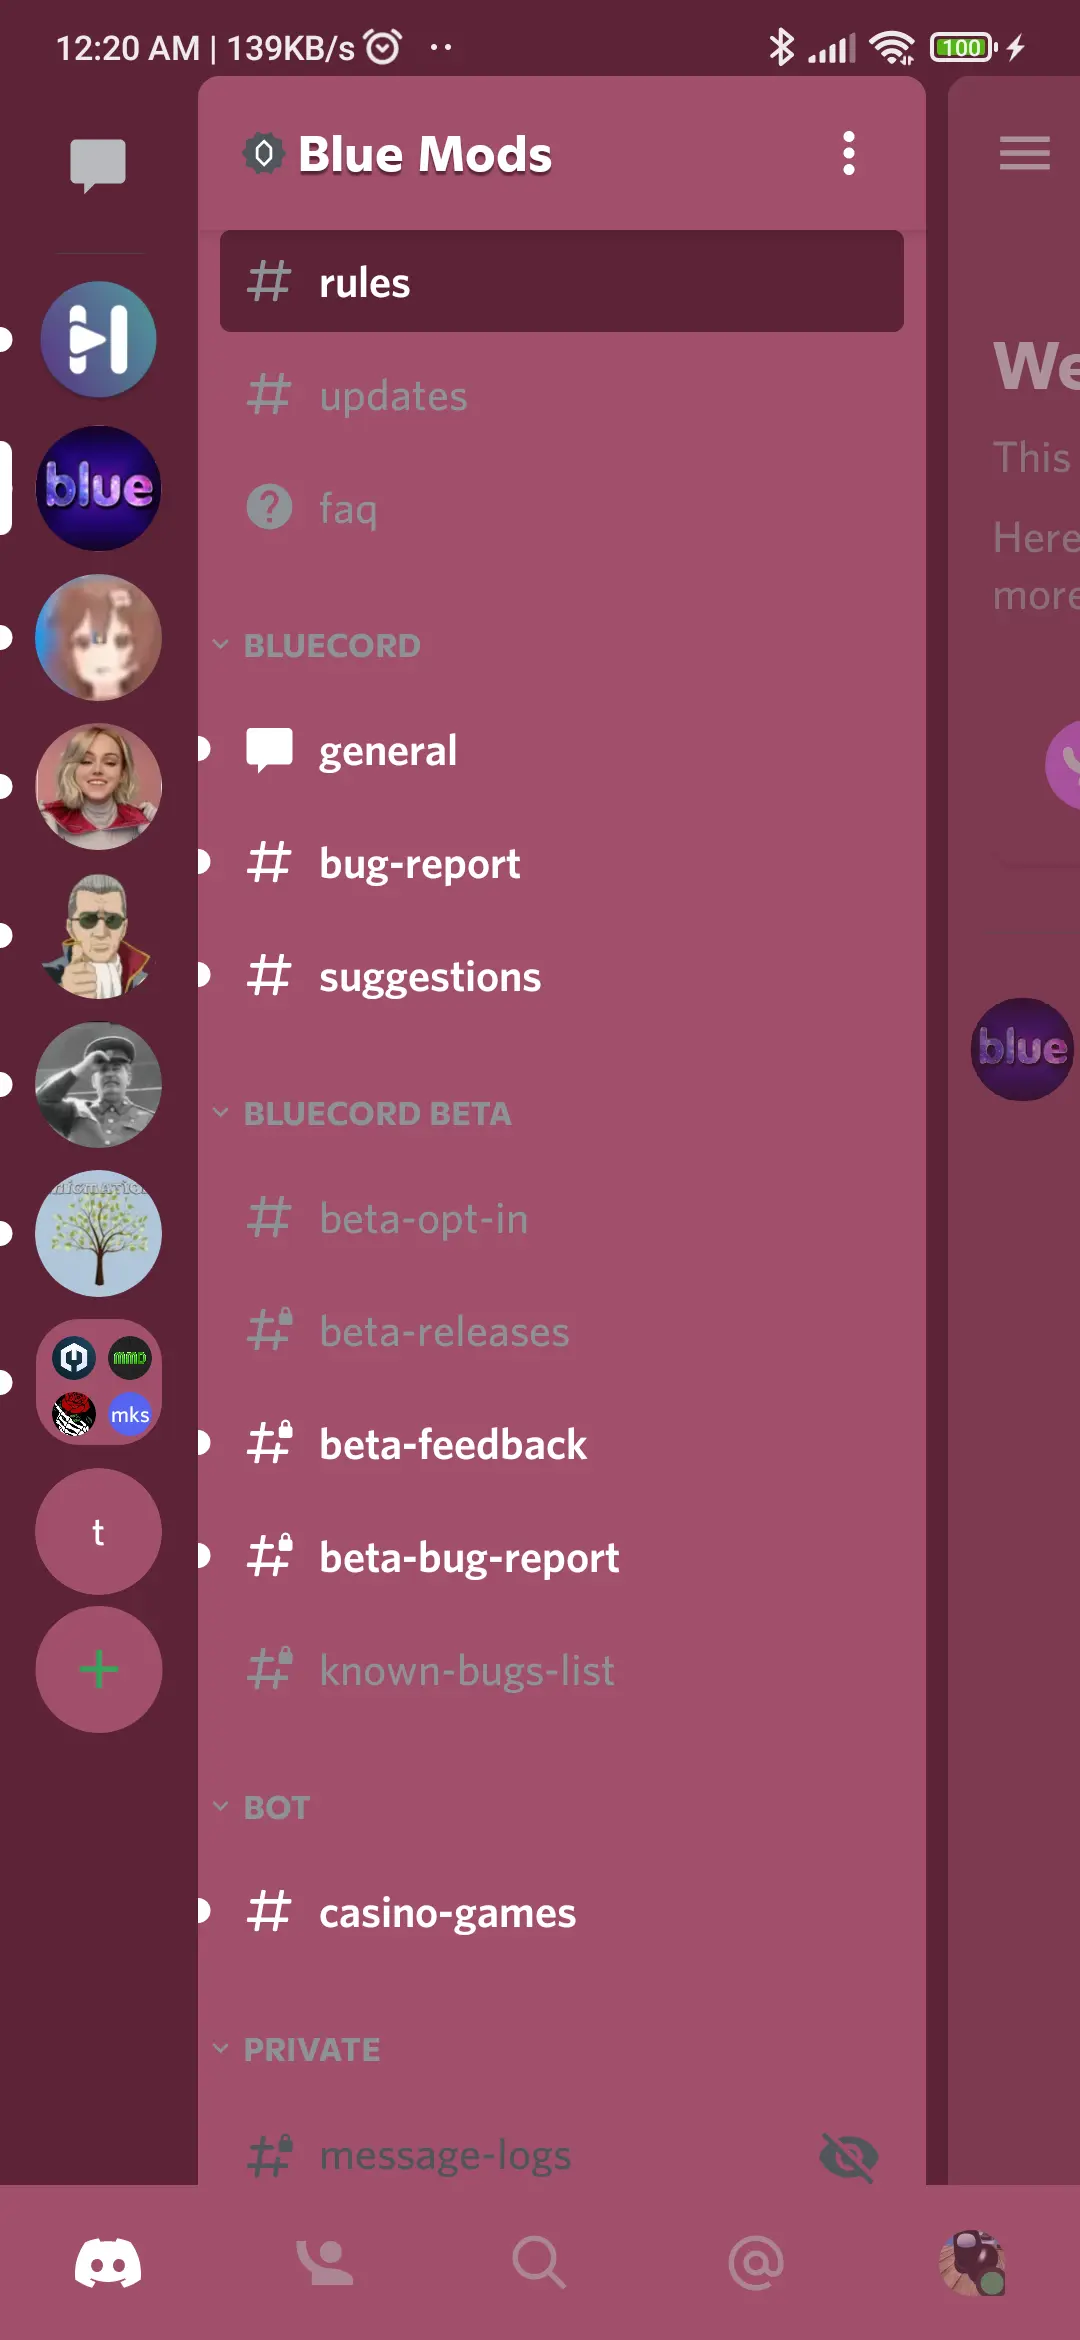 12:20 AM | 139KB/s
100
Blue Mods
rules
updates
faq
BLUECORD
general
bug-report
suggestions
BLUECORD BETA
beta-opt-in
beta-releases
beta-feedback
beta-bug-report
known-bugs-list
BOT
casino-games
PRIVATE
message-logs
blue
mmd
mks
t
We
This
Here
more
blue